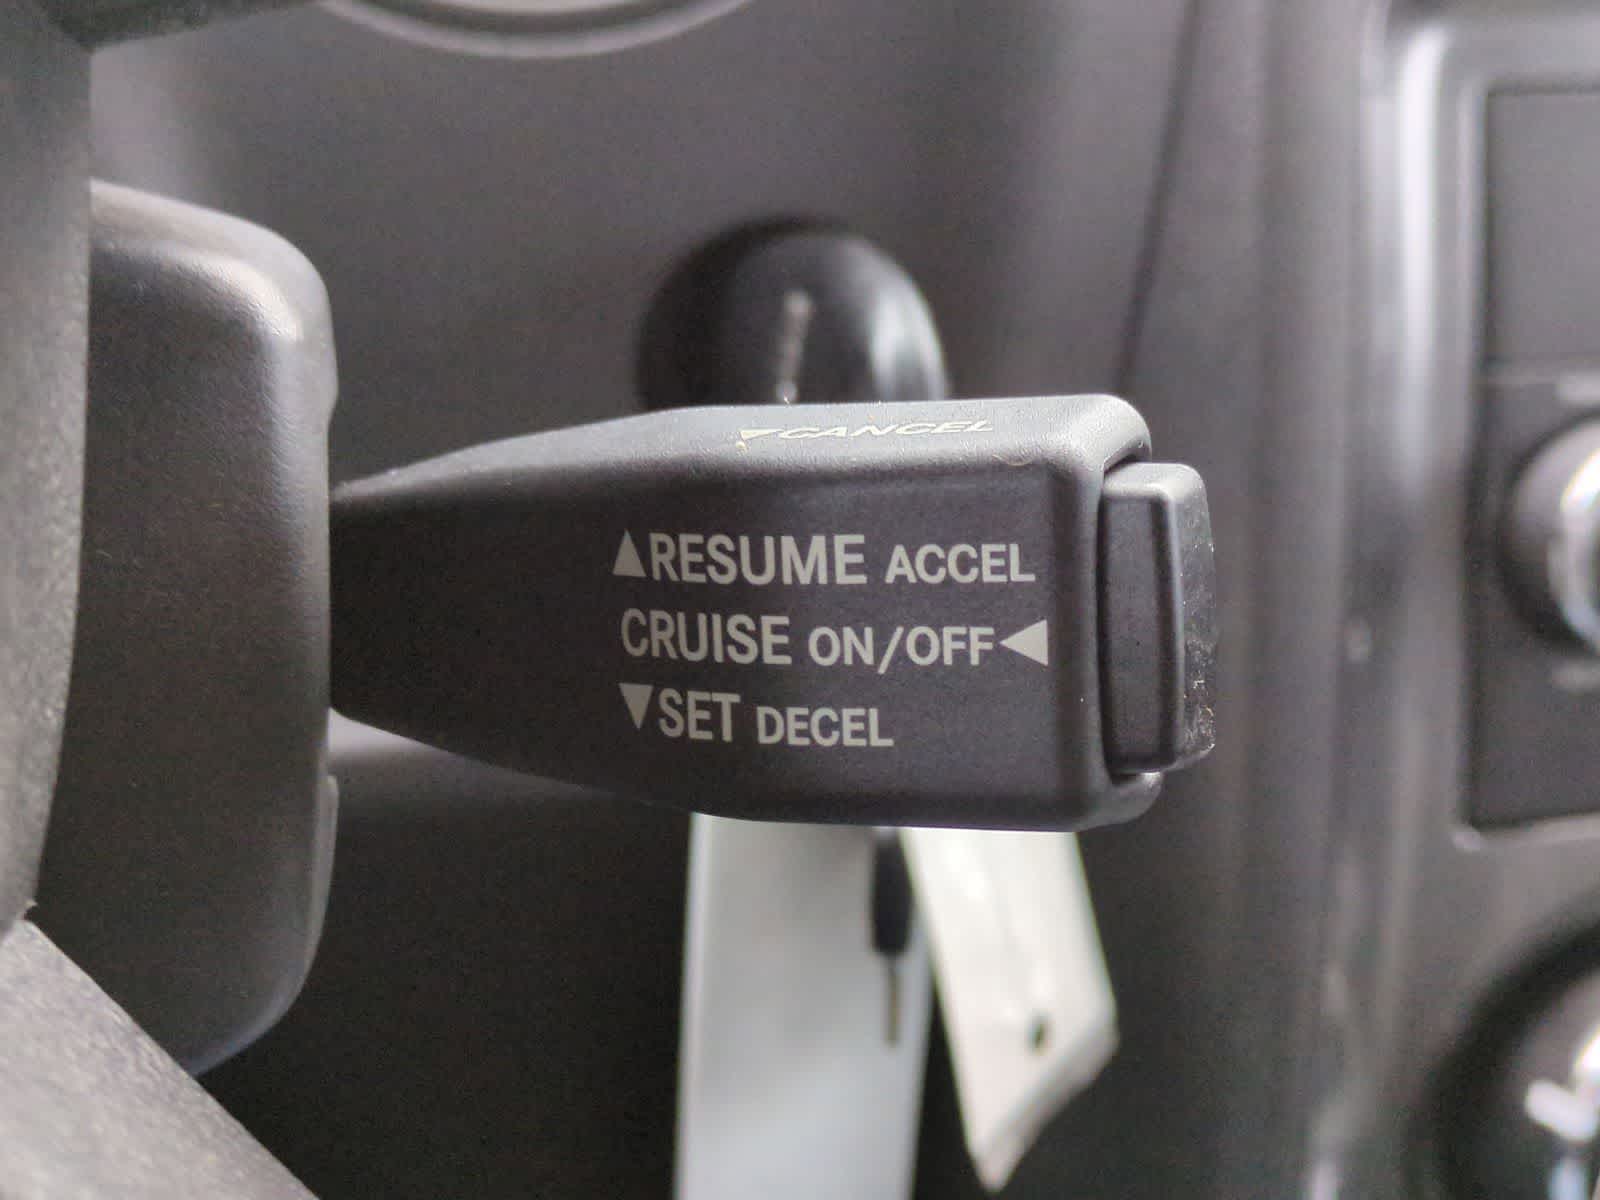 ▼CANCEL
▲RESUME ACCEL
CRUISE ON/OFF◀
▼SET DECEL